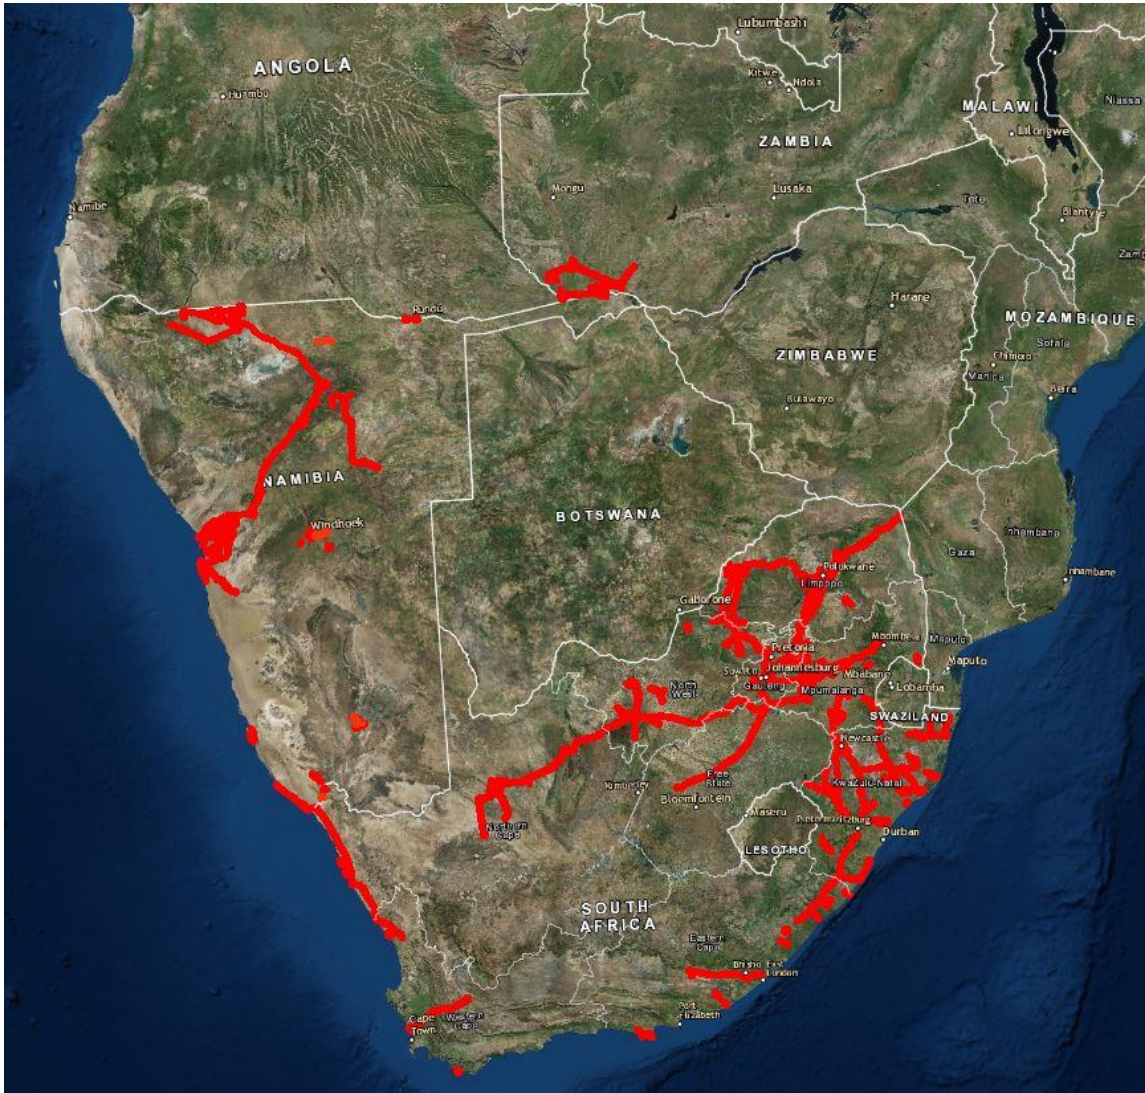 Lubumbashi
ANGOLA
Kitwe
Ndola
Huambo
MALAWI
Niassa
Lilongwe
ZAMBIA
Mongu
Lusaka
Tete
Namibe
Blantyre
Harare
Rundu
MOZAMBIQUE
Sofala
ZIMBABWE
Chimoio
Manica
Beira
Bulawayo
NAMIBIA
BOTSWANA
Windhoek
Inhambane
Gaza
Polokwane
Limpopo
Inhambane
Gaborone
Mbombela
Maputo
Pretoria
Maputo
Soweto
Johannesburg
Mbabane
Gauteng
Mpumalanga
Lobamba
North
West
SWAZILAND
Newcastle
Free
State
KwaZulu-Natal
Kimberley
Bloemfontein
Maseru
Pietermaritzburg
Northern
Cape
Durban
LESOTHO
SOUTH
AFRICA
Eastern
Cape
Bhisho
East
London
Port
Elizabeth
Cape
Town
Western
Cape